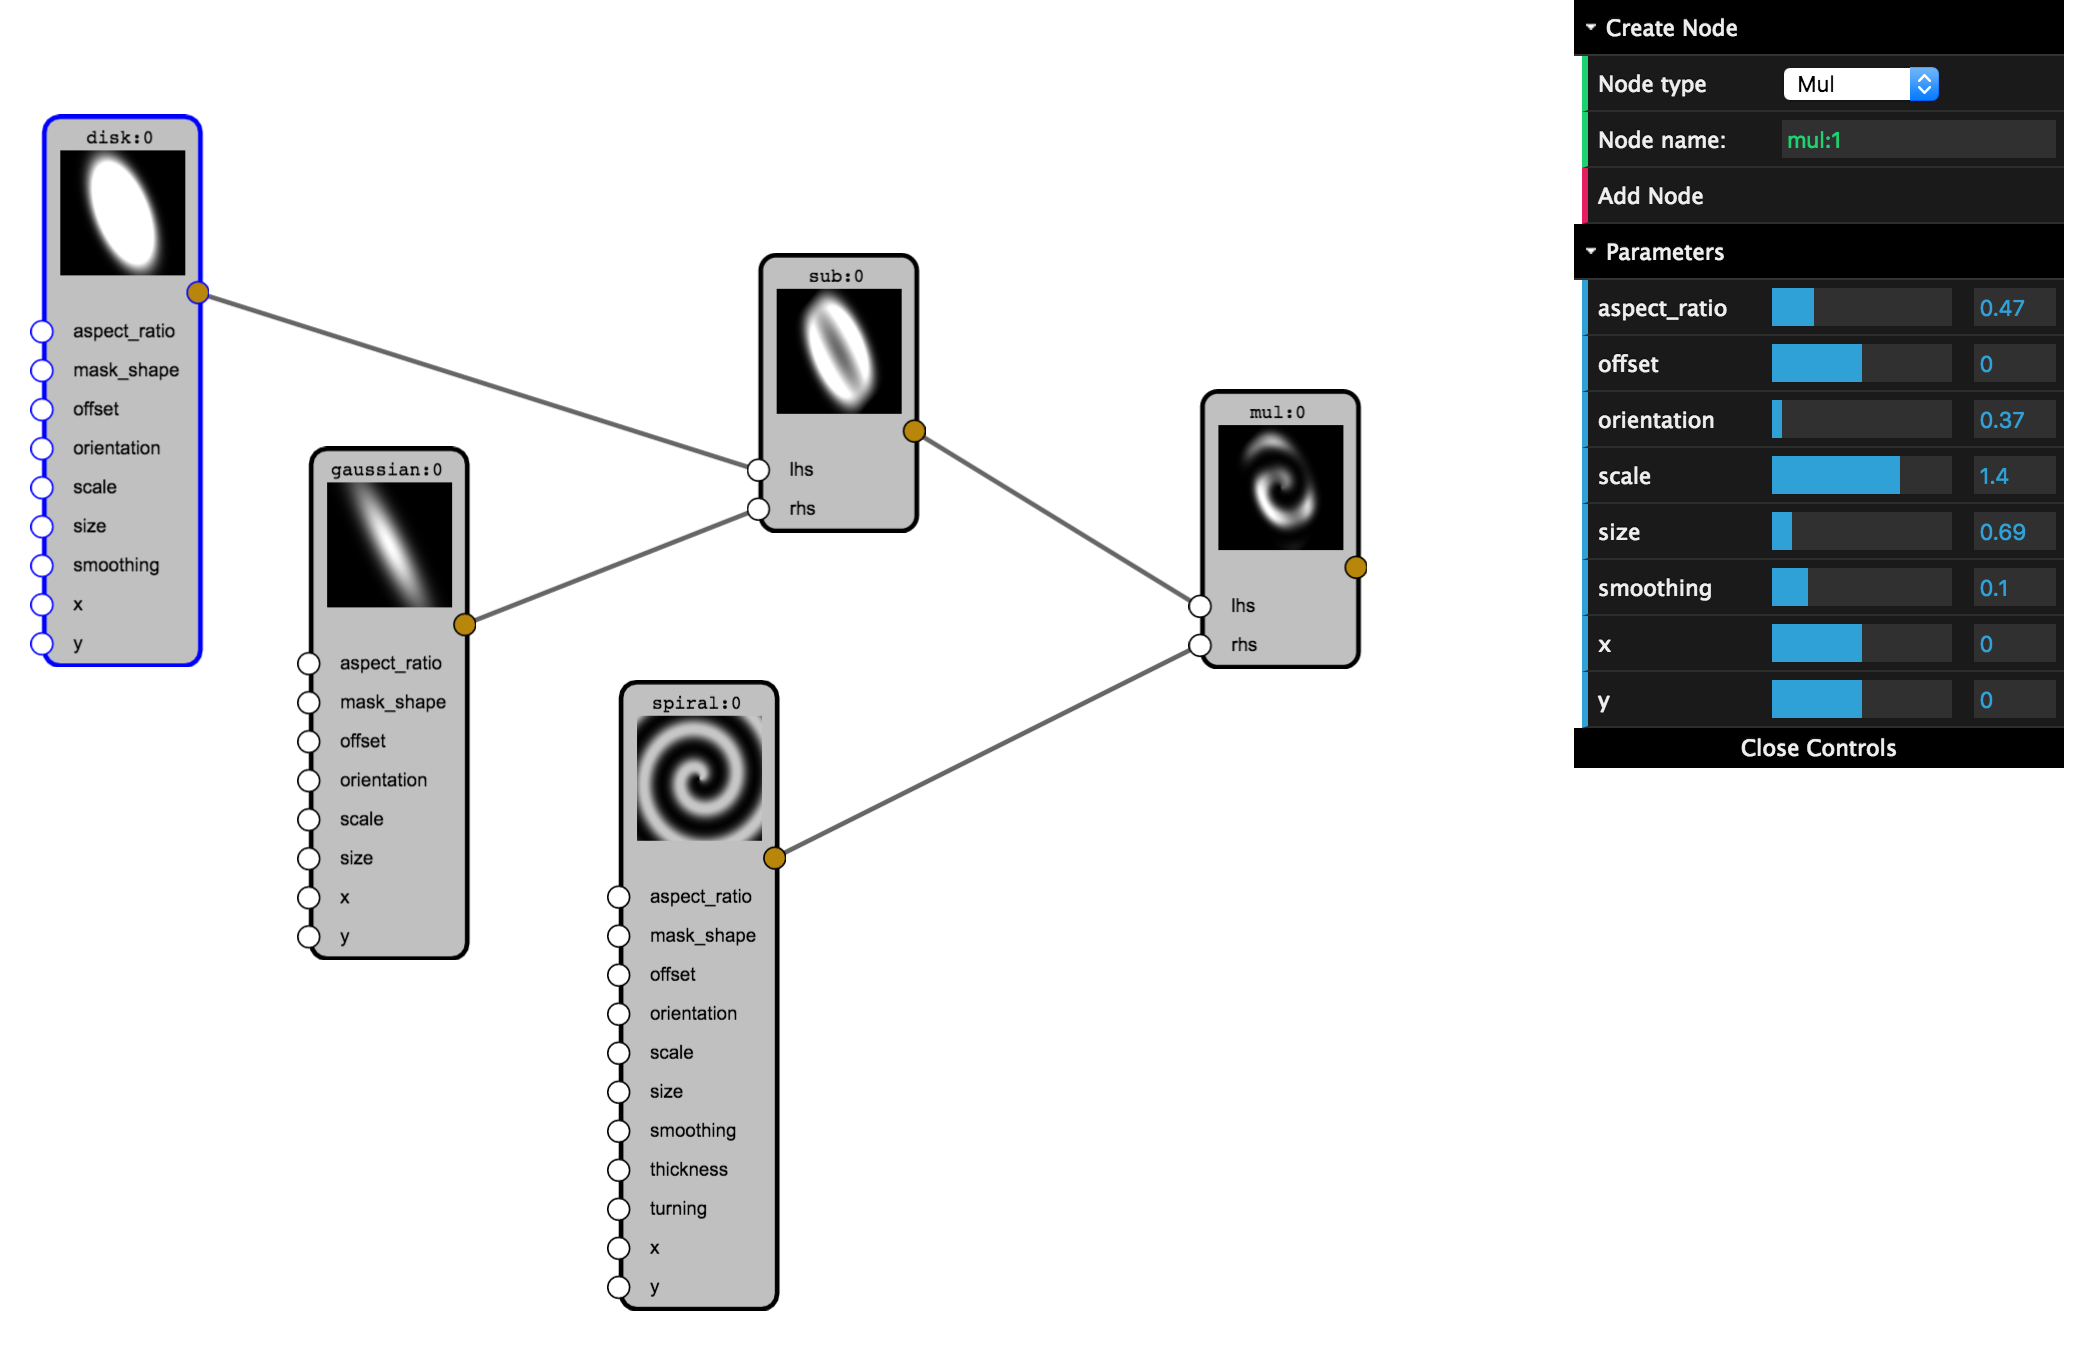 disk:0
aspect_ratio
mask_shape
offset
orientation
scale
size
smoothing
x
y
gaussian:0
aspect_ratio
mask_shape
offset
orientation
scale
size
x
y
spiral:0
aspect_ratio
mask_shape
offset
orientation
scale
size
smoothing
thickness
turning
x
y
sub:0
lhs
rhs
mul:0
lhs
rhs
Create Node
Node type Mul
Node name: mul:1
Add Node
Parameters
aspect_ratio 0.47
offset 0
orientation 0.37
scale 1.4
size 0.69
smoothing 0.1
x 0
y 0
Close Controls